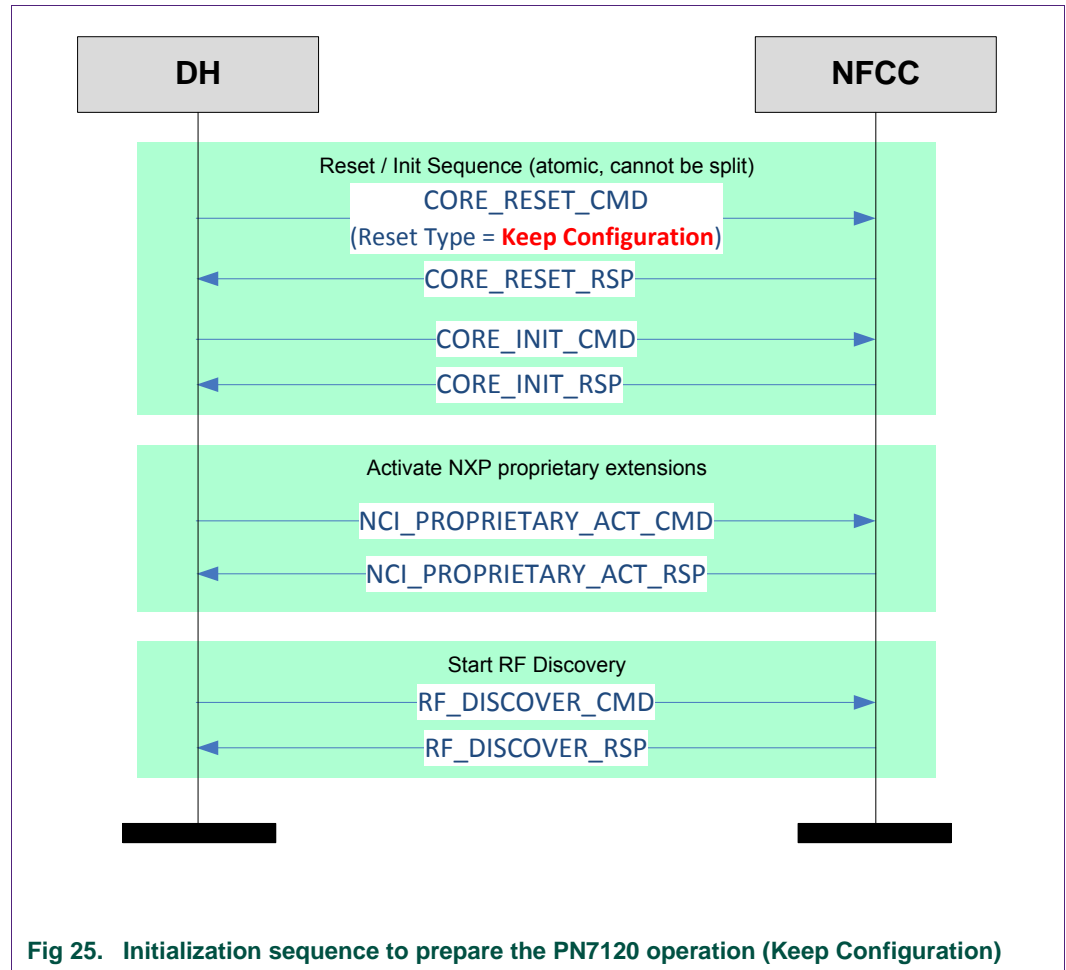 DH
NFCC
Reset / Init Sequence (atomic, cannot be split)
CORE_RESET_CMD
(Reset Type = Keep Configuration)
CORE_RESET_RSP
CORE_INIT_CMD
CORE_INIT_RSP
Activate NXP proprietary extensions
NCI_PROPRIETARY_ACT_CMD
NCI_PROPRIETARY_ACT_RSP
Start RF Discovery
RF_DISCOVER_CMD
RF_DISCOVER_RSP
Fig 25. Initialization sequence to prepare the PN7120 operation (Keep Configuration)